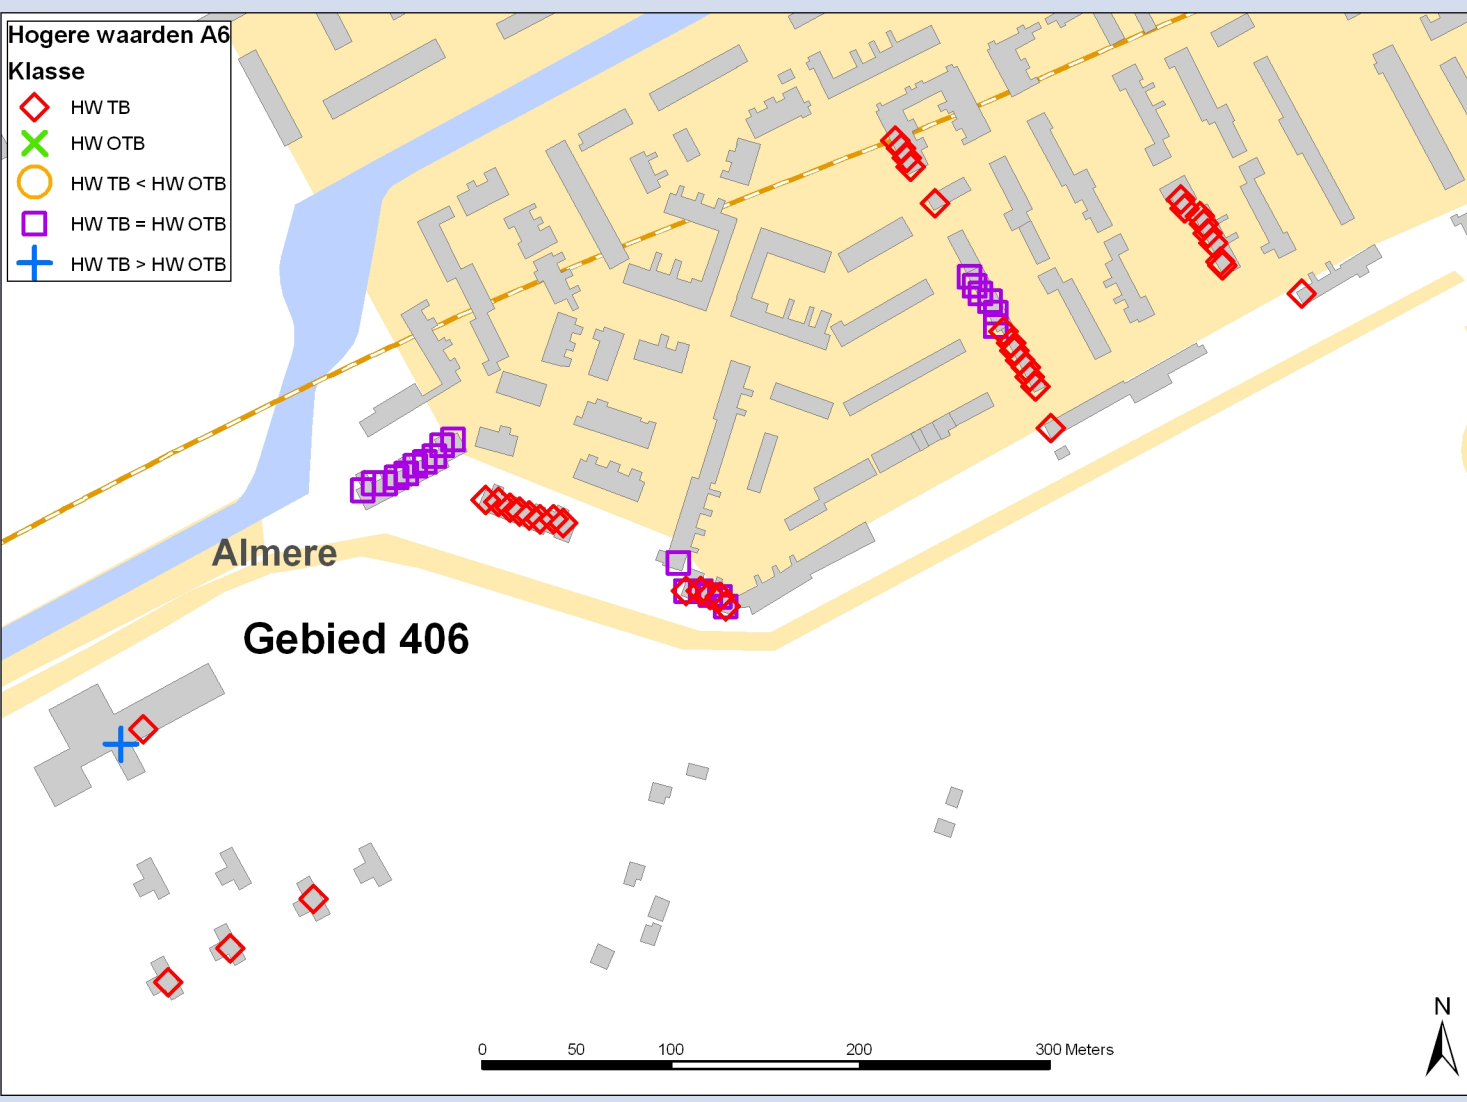 Hogere waarden A6
Klasse
HW TB
HW OTB
HW TB < HW OTB
HW TB = HW OTB
HW TB > HW OTB
Almere
Gebied 406
N
0 50 100 200 300 Meters